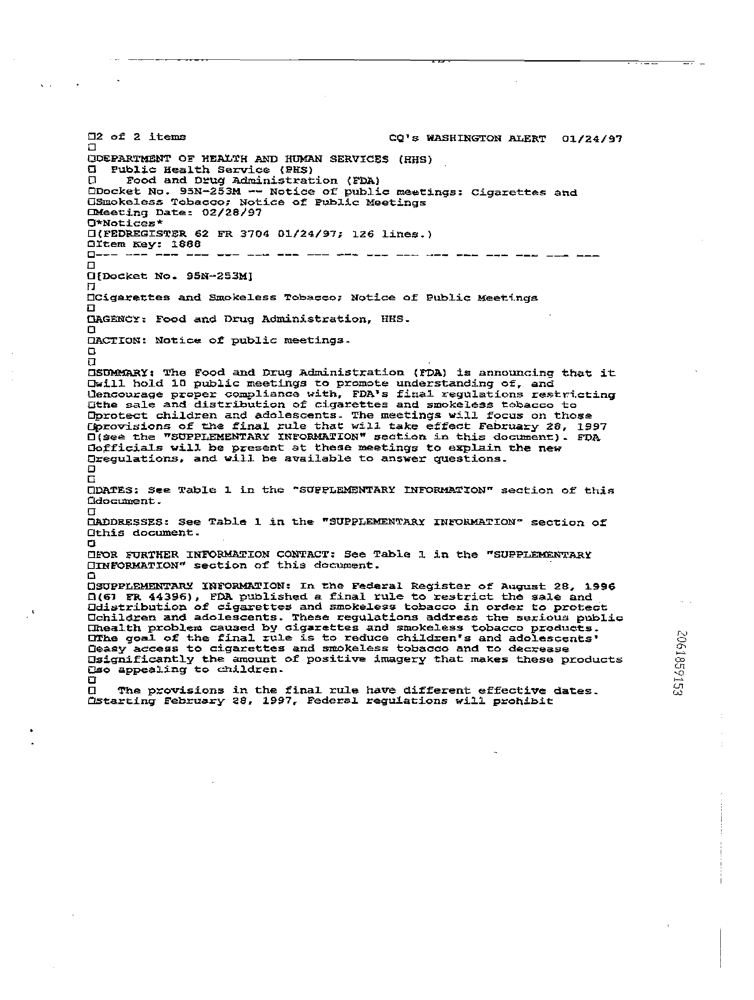 ☐2 of 2 items CQ's WASHINGTON ALERT 01/24/97
☐
☐DEPARTMENT OF HEALTH AND HUMAN SERVICES (HHS)
☐ Public Health Service (PHS)
☐ Food and Drug Administration (FDA)
☐Docket No. 95N-253M -- Notice of public meetings: Cigarettes and
☐Smokeless Tobacco; Notice of Public Meetings
☐Meeting Date: 02/28/97
☐*Notices*
☐(FEDREGISTER 62 FR 3704 01/24/97; 126 lines.)
☐Item Key: 1888
☐--- --- --- --- --- --- --- --- --- --- --- --- --- --- --- --- ---
☐
☐[Docket No. 95N-253M]
☐
☐Cigarettes and Smokeless Tobacco; Notice of Public Meetings
☐
☐AGENCY: Food and Drug Administration, HHS.
☐
☐ACTION: Notice of public meetings.
☐
☐
☐SUMMARY: The Food and Drug Administration (FDA) is announcing that it
☐will hold 10 public meetings to promote understanding of, and
☐encourage proper compliance with, FDA's final regulations restricting
☐the sale and distribution of cigarettes and smokeless tobacco to
☐protect children and adolescents. The meetings will focus on those
☐provisions of the final rule that will take effect February 28, 1997
☐(see the "SUPPLEMENTARY INFORMATION" section in this document). FDA
☐officials will be present at these meetings to explain the new
☐regulations, and will be available to answer questions.
☐
☐
☐DATES: See Table 1 in the "SUPPLEMENTARY INFORMATION" section of this
☐document.
☐
☐ADDRESSES: See Table 1 in the "SUPPLEMENTARY INFORMATION" section of
☐this document.
☐
☐FOR FURTHER INFORMATION CONTACT: See Table 1 in the "SUPPLEMENTARY
☐INFORMATION" section of this document.
☐
☐SUPPLEMENTARY INFORMATION: In the Federal Register of August 28, 1996
☐(61 FR 44396), FDA published a final rule to restrict the sale and
☐distribution of cigarettes and smokeless tobacco in order to protect
☐children and adolescents. These regulations address the serious public
☐health problem caused by cigarettes and smokeless tobacco products.
☐The goal of the final rule is to reduce children's and adolescents'
☐easy access to cigarettes and smokeless tobacco and to decrease
☐significantly the amount of positive imagery that makes these products
☐so appealing to children.
☐
☐ The provisions in the final rule have different effective dates.
☐Starting February 28, 1997, Federal regulations will prohibit
2061859153